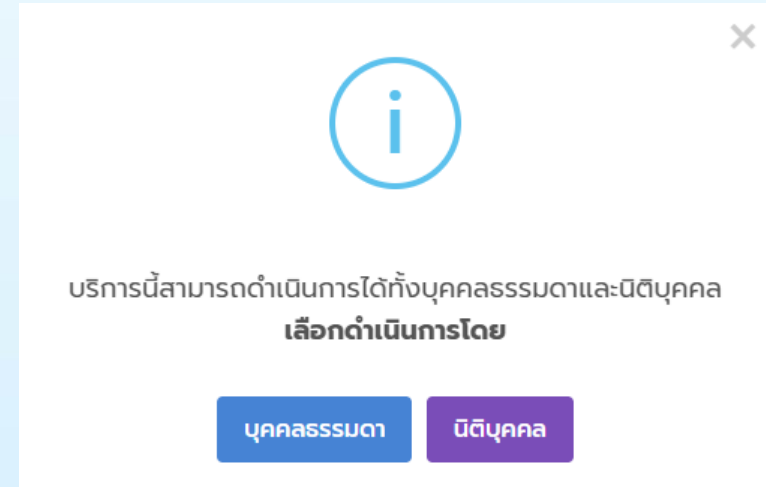 บริการนี้สามารถดำเนินการได้ทั้งบุคคลธรรมดาและนิติบุคคล
เลือกดำเนินการโดย
บุคคลธรรมดา
นิติบุคคล